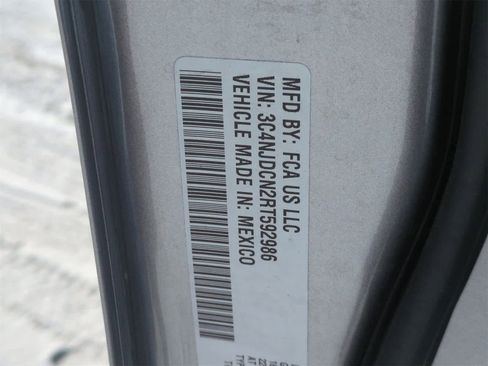 MFD BY: FCA US LLC
VIN: 3C4NJDCN2RT592986
VEHICLE MADE IN: MEXICO